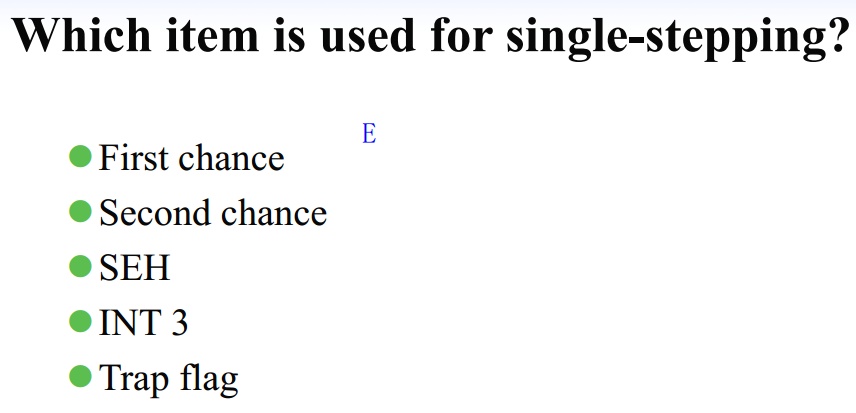 Which item is used for single-stepping?
E
First chance
Second chance
SEH
INT 3
Trap flag